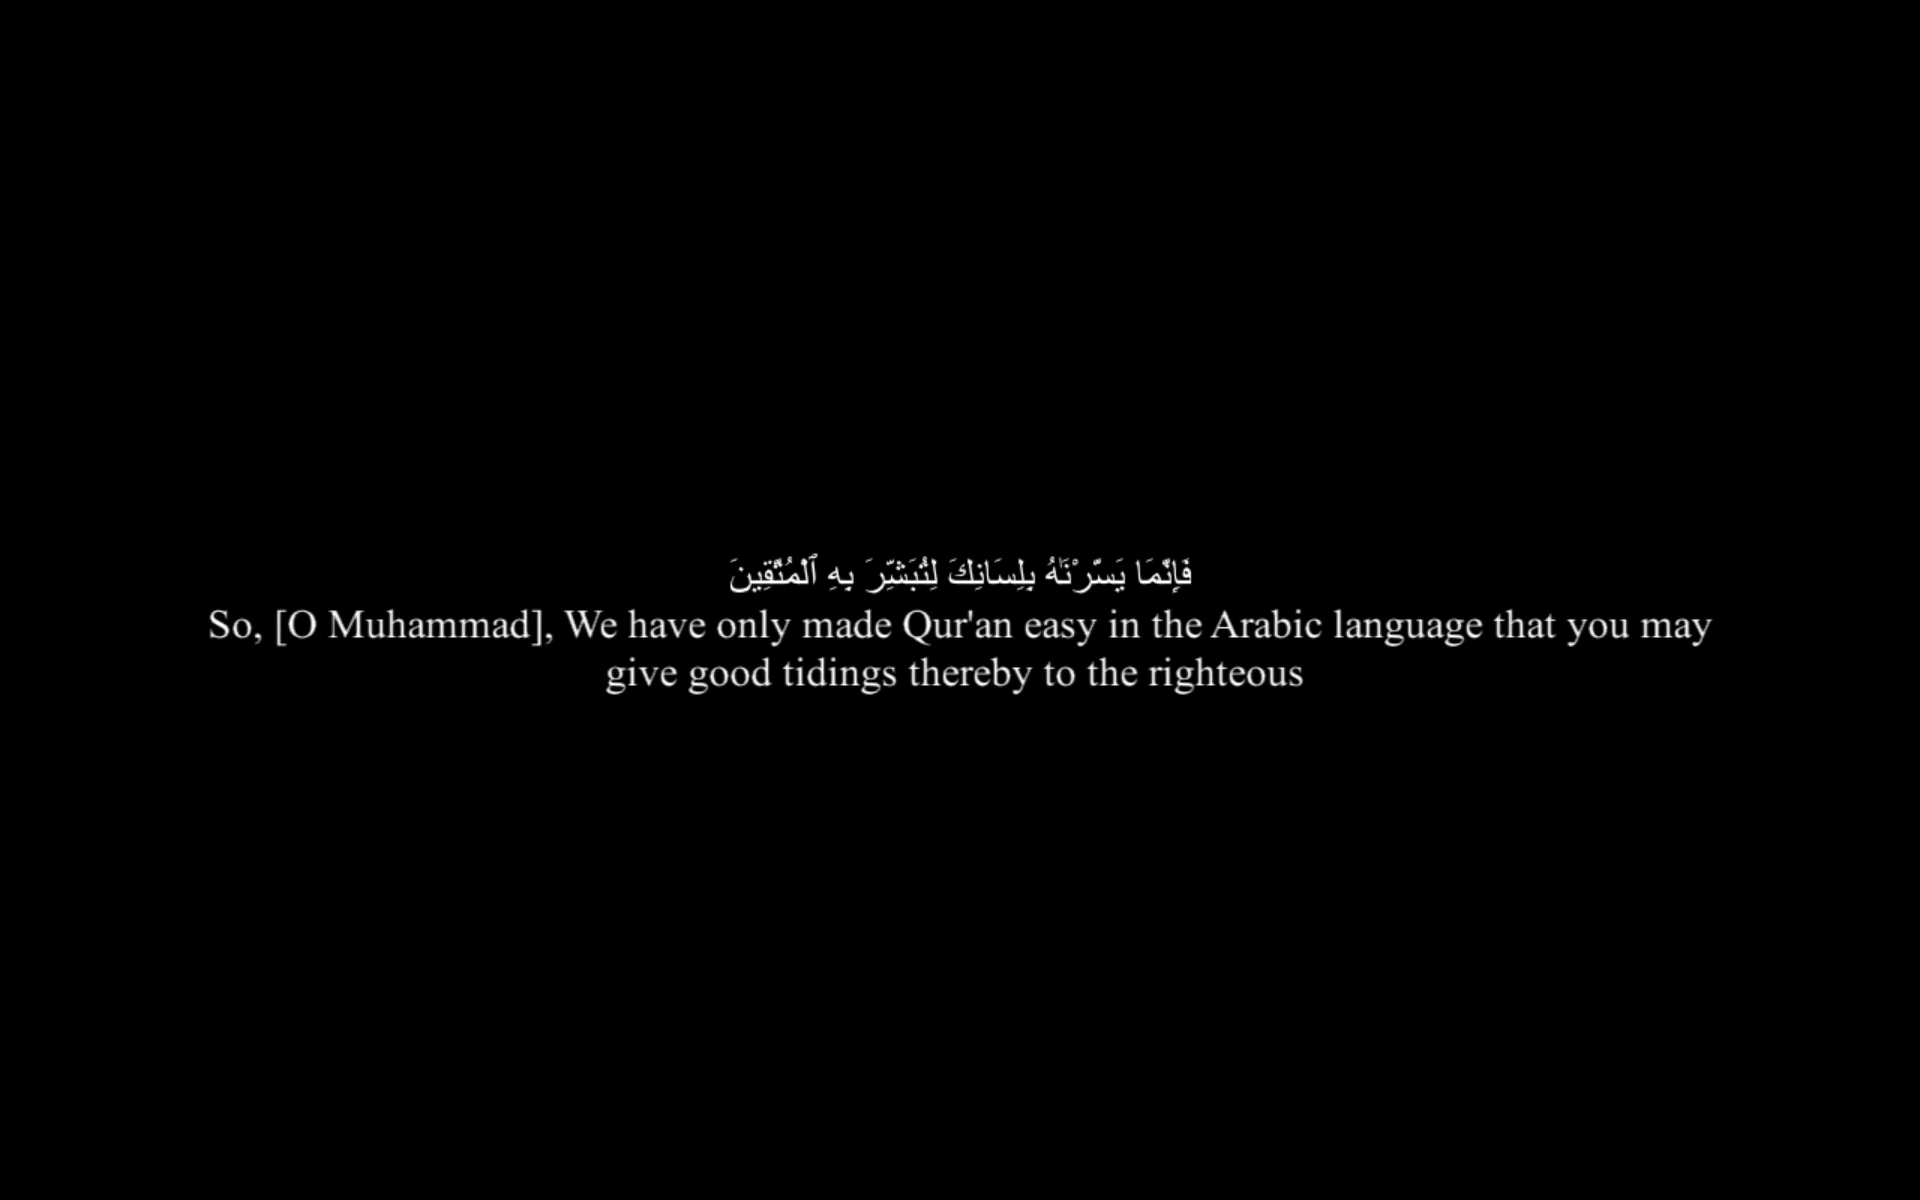 فَإِنَّمَا يَسَّرْنَٰهُ بِلِسَانِكَ لِتُبَشِّرَ بِهِ ٱلْمُتَّقِينَ
So, [O Muhammad], We have only made Qur'an easy in the Arabic language that you may
give good tidings thereby to the righteous